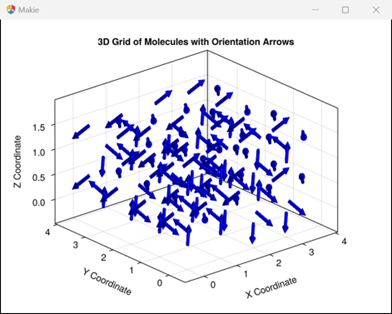 Makie
3D Grid of Molecules with Orientation Arrows
Z Coordinate
1.5
1.0
0.5
0.0
4
3
2
1
0
Y Coordinate
0
1
2
3
4
X Coordinate